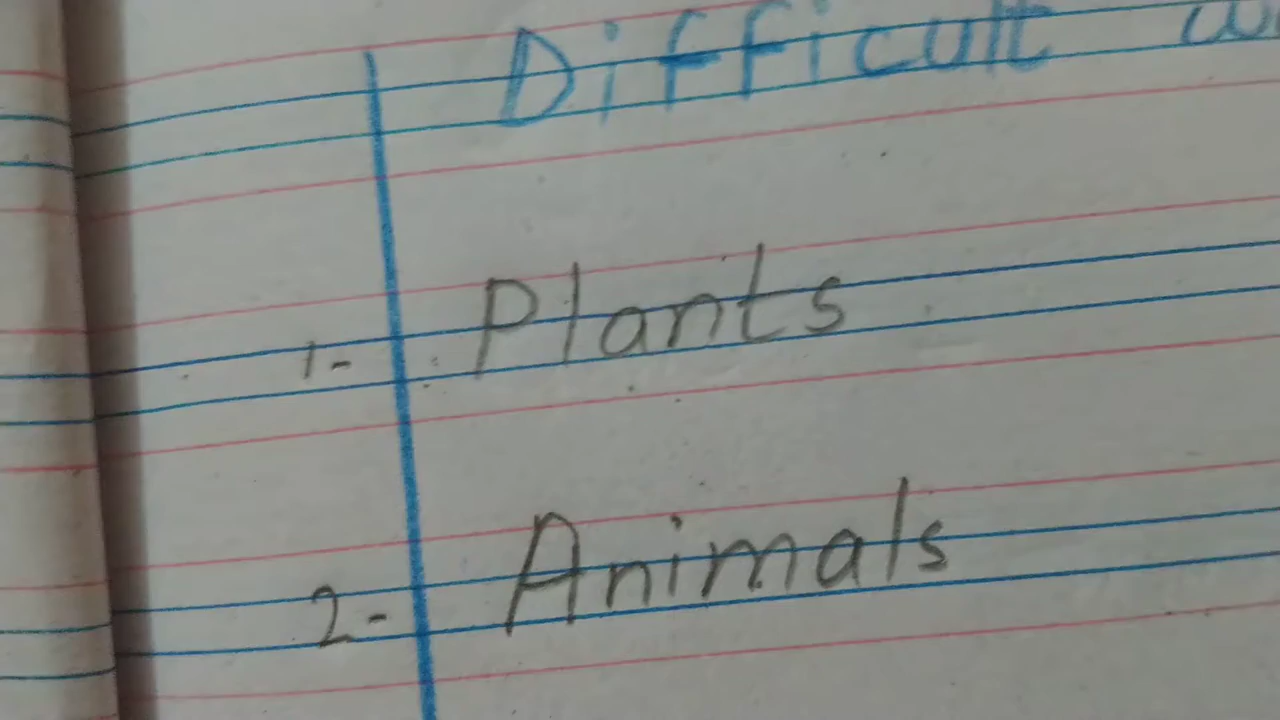 Difficult
1- Plants
2- Animals